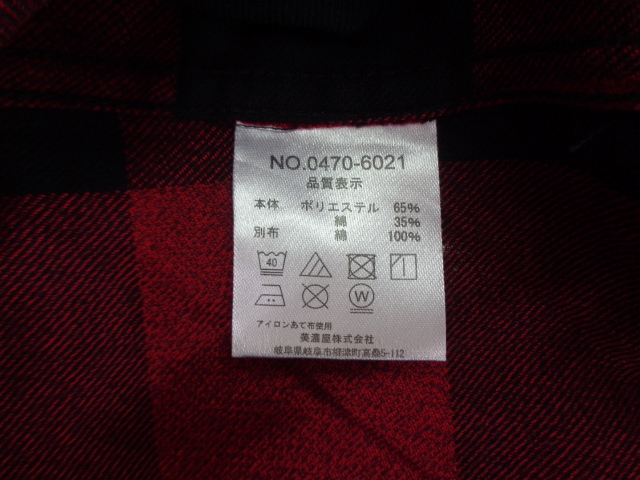 NO.0470-6021
品質表示
本体 ポリエステル 65%
綿 35%
別布 綿 100%
40
W
アイロンあて布使用
美濃屋株式会社
岐阜県岐阜市柳津町高桑5-112